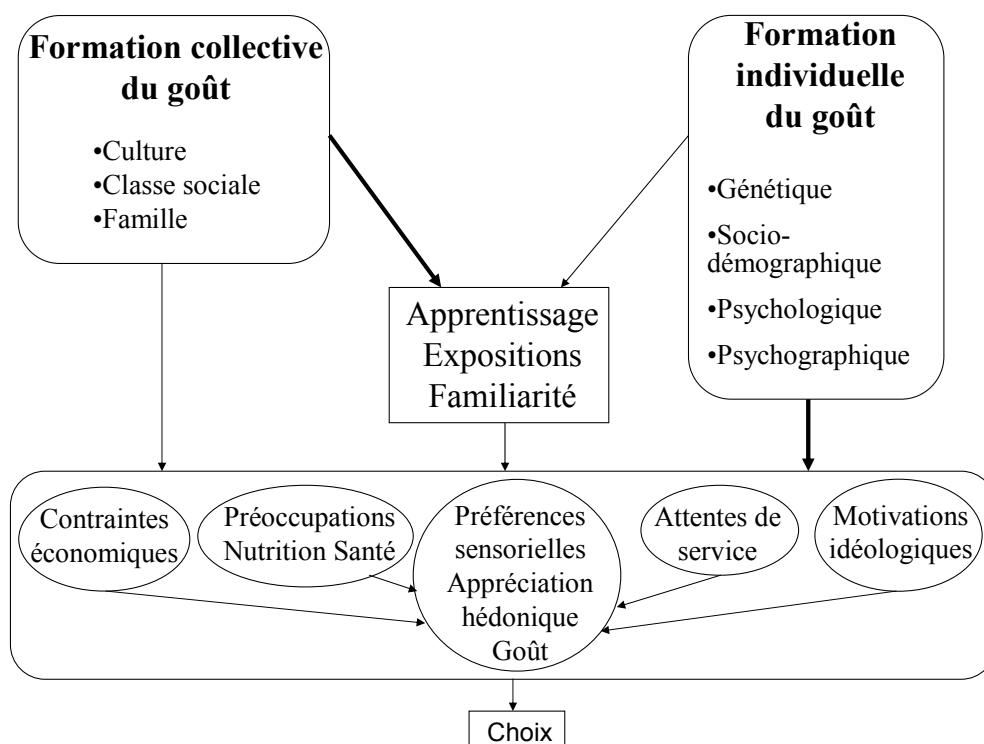 Formation collective
du goût
•Culture
•Classe sociale
•Famille
Formation
individuelle
du goût
•Génétique
•Socio-
démographique
•Psychologique
•Psychographique
Apprentissage
Expositions
Familiarité
Contraintes
économiques
Préoccupations
Nutrition Santé
Préférences
sensorielles
Appréciation
hédonique
Goût
Attentes de
service
Motivations
idéologiques
Choix